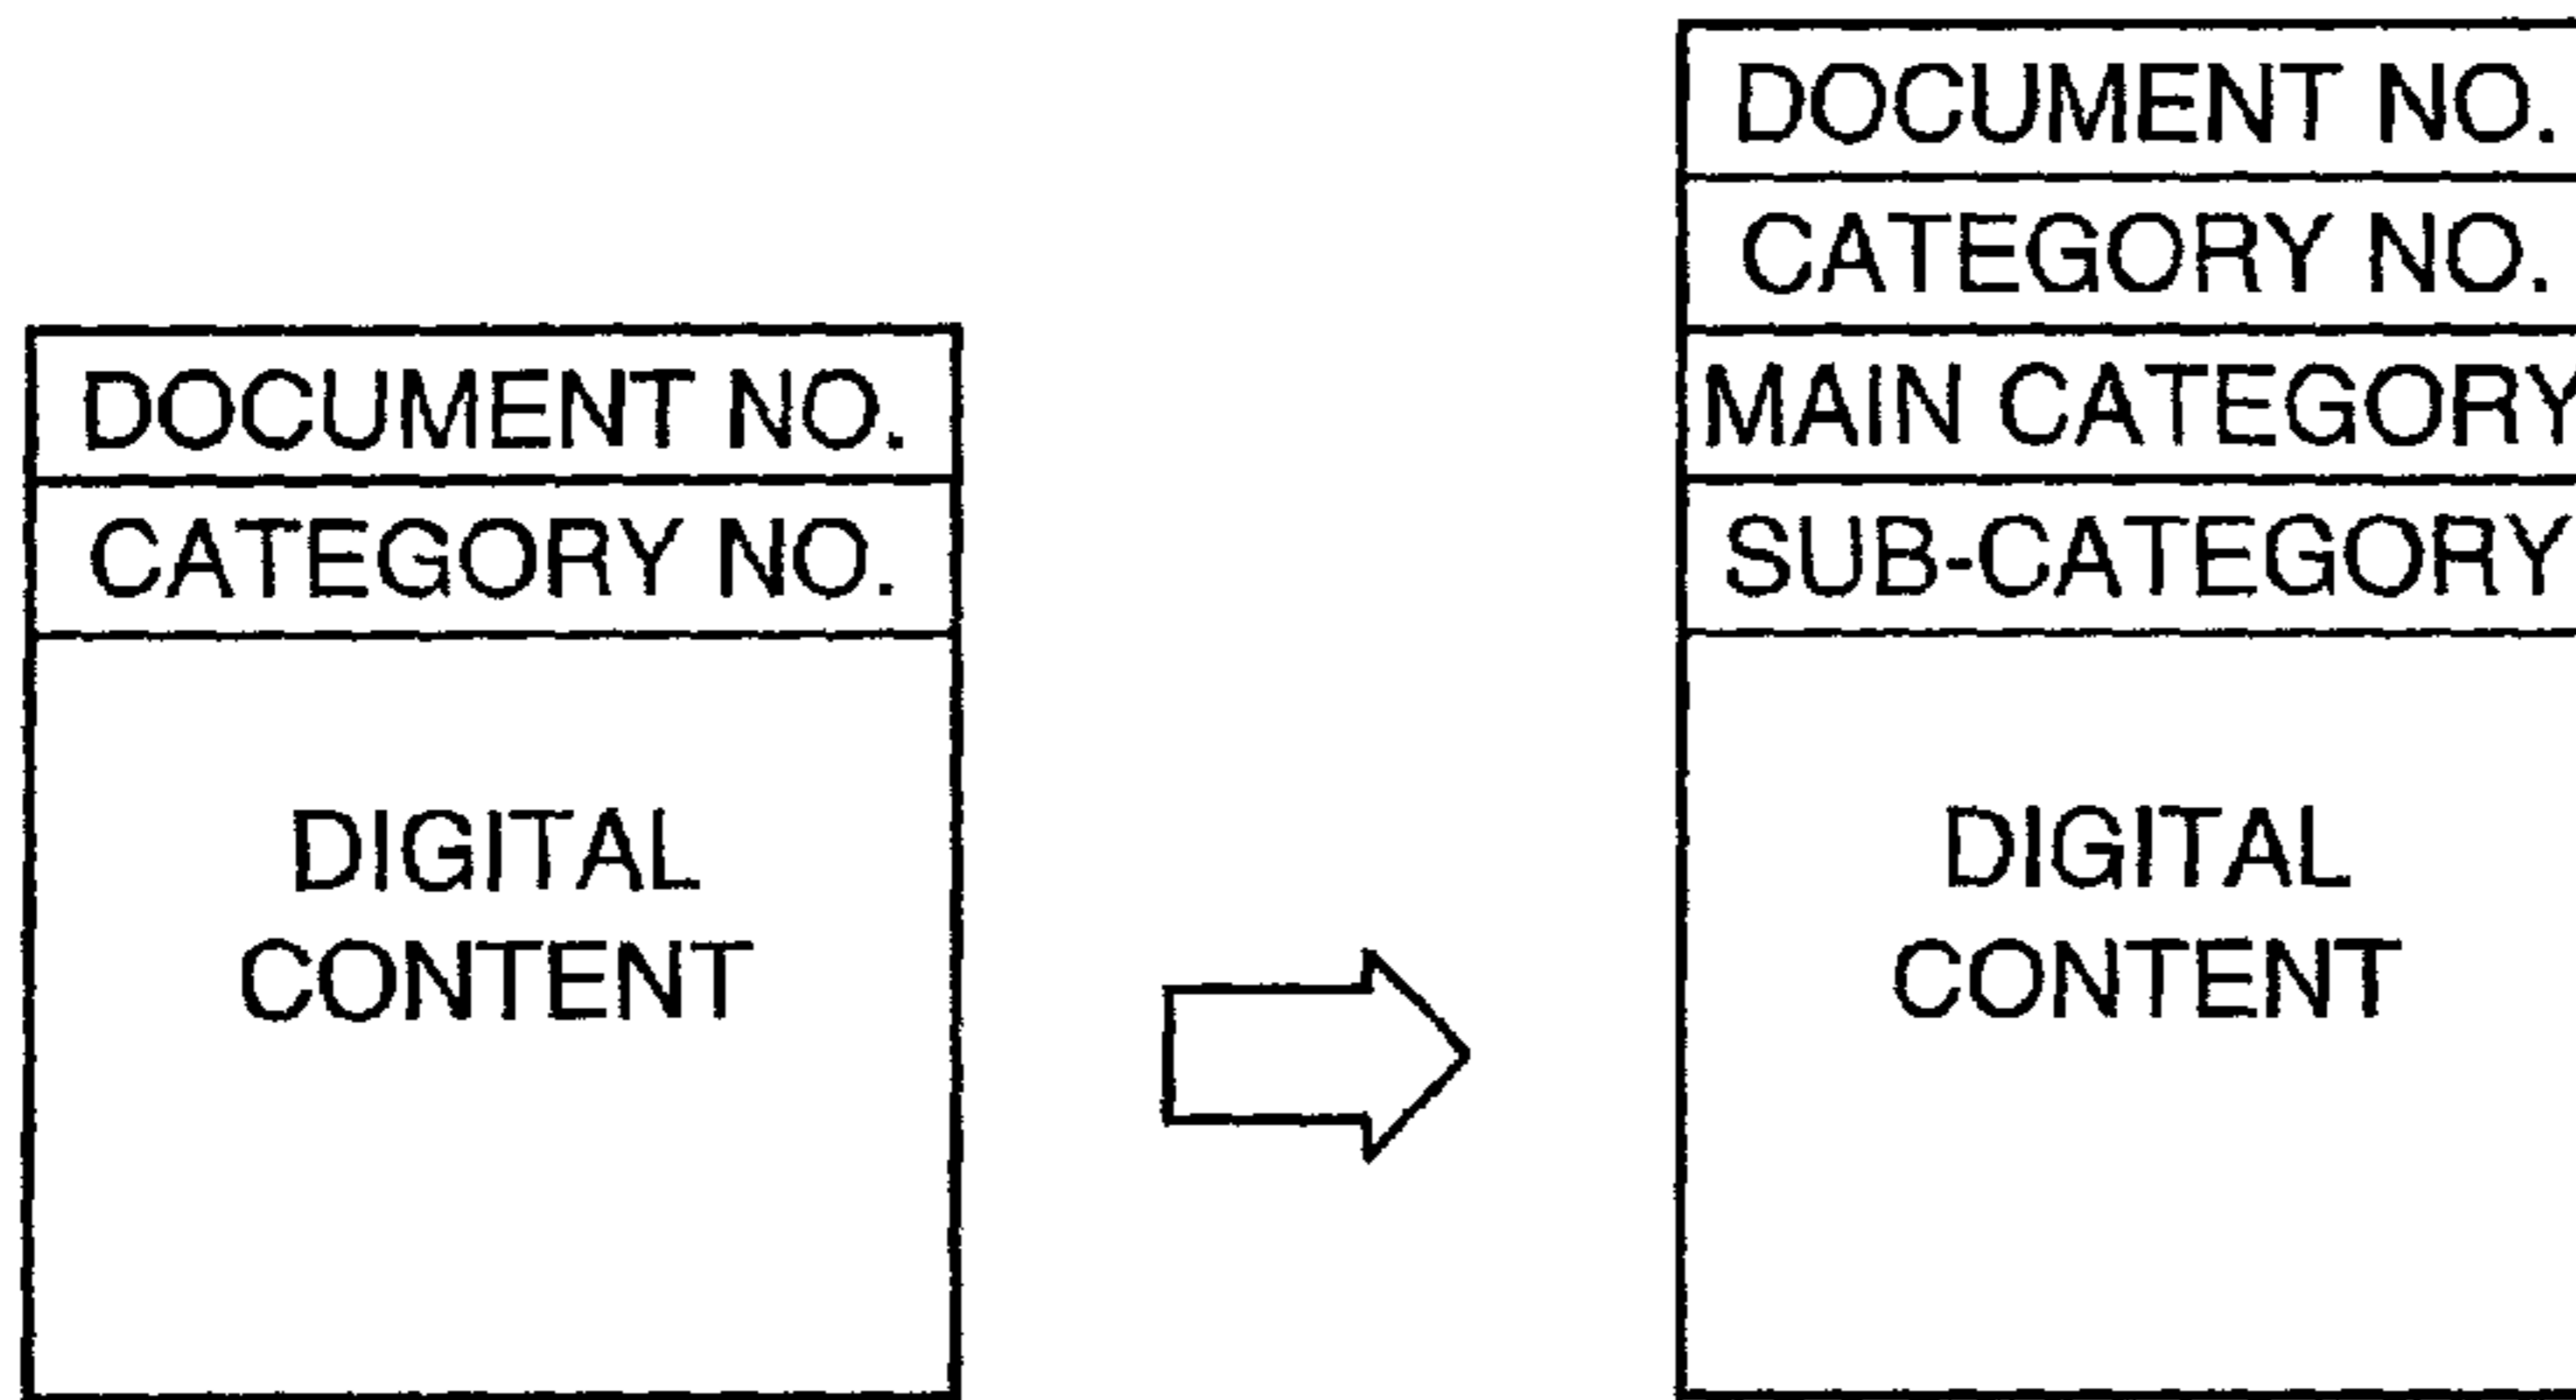 DOCUMENT NO.
CATEGORY NO.
DIGITAL
CONTENT
DOCUMENT NO.
CATEGORY NO.
MAIN CATEGORY
SUB-CATEGORY
DIGITAL
CONTENT